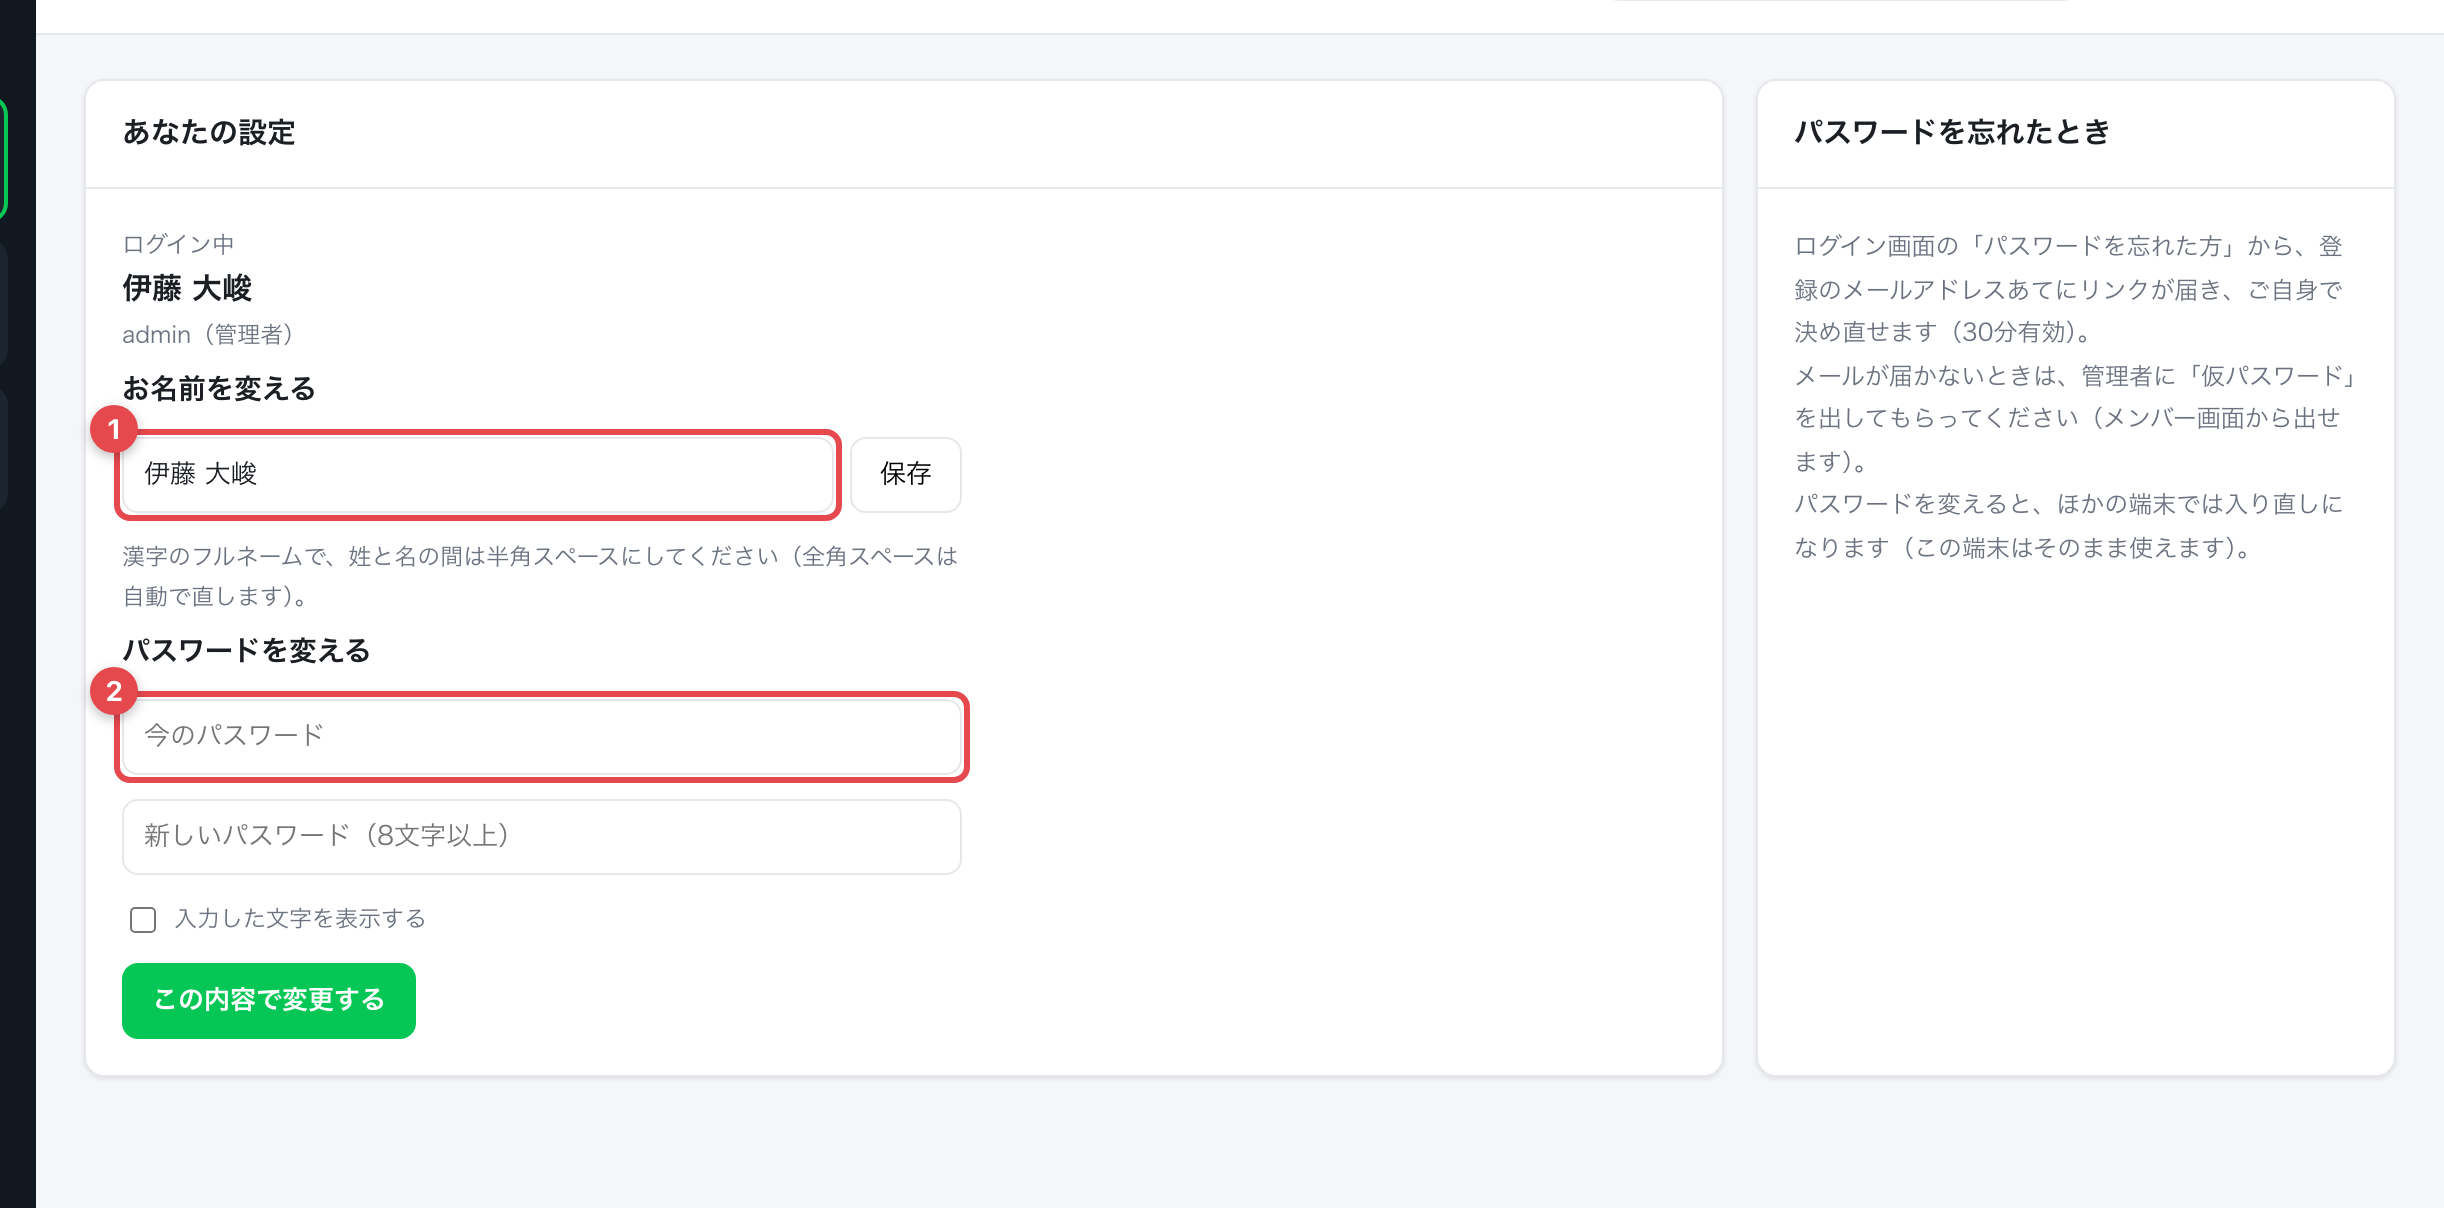 あなたの設定
ログイン中
伊藤 大峻
admin（管理者）
お名前を変える
1
伊藤 大峻
保存
漢字のフルネームで、姓と名の間は半角スペースにしてください（全角スペースは
自動で直します）。
パスワードを変える
2
今のパスワード
新しいパスワード（8文字以上）
入力した文字を表示する
この内容で変更する
パスワードを忘れたとき
ログイン画面の「パスワードを忘れた方」から、登
録のメールアドレスあてにリンクが届き、ご自身で
決め直せます（30分有効）。
メールが届かないときは、管理者に「仮パスワード」
を出してもらってください（メンバー画面から出せ
ます）。
パスワードを変えると、ほかの端末では入り直しに
なります（この端末はそのまま使えます）。